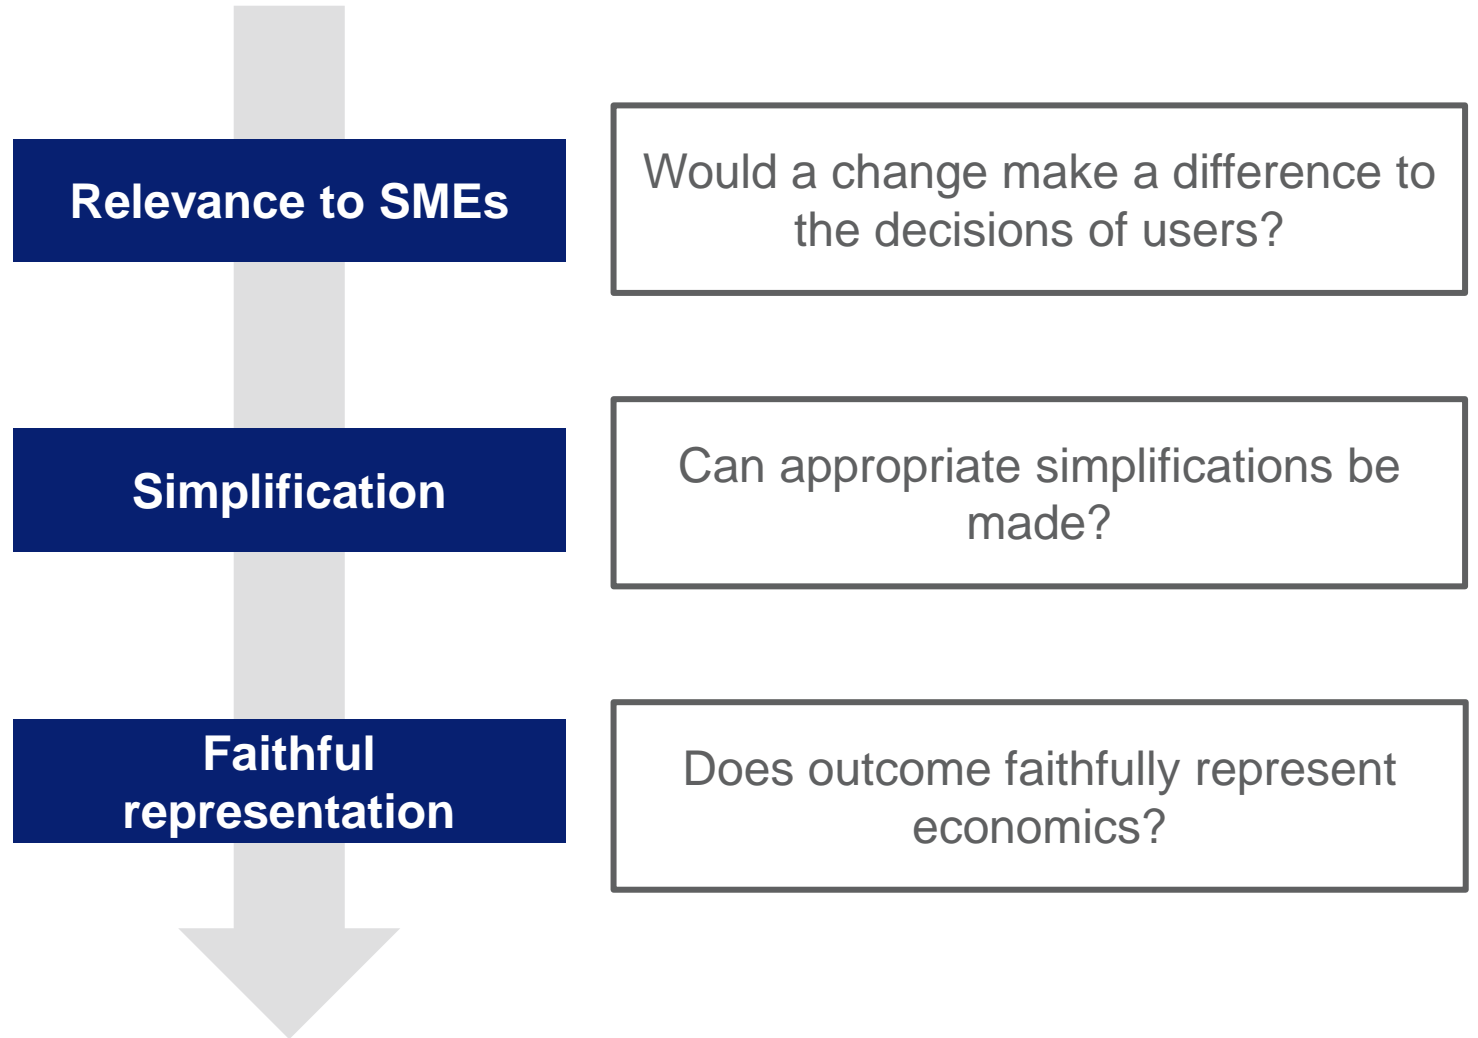 Relevance to SMEs
Would a change make a difference to
the decisions of users?
Simplification
Can appropriate simplifications be
made?
Faithful
representation
Does outcome faithfully represent
economics?